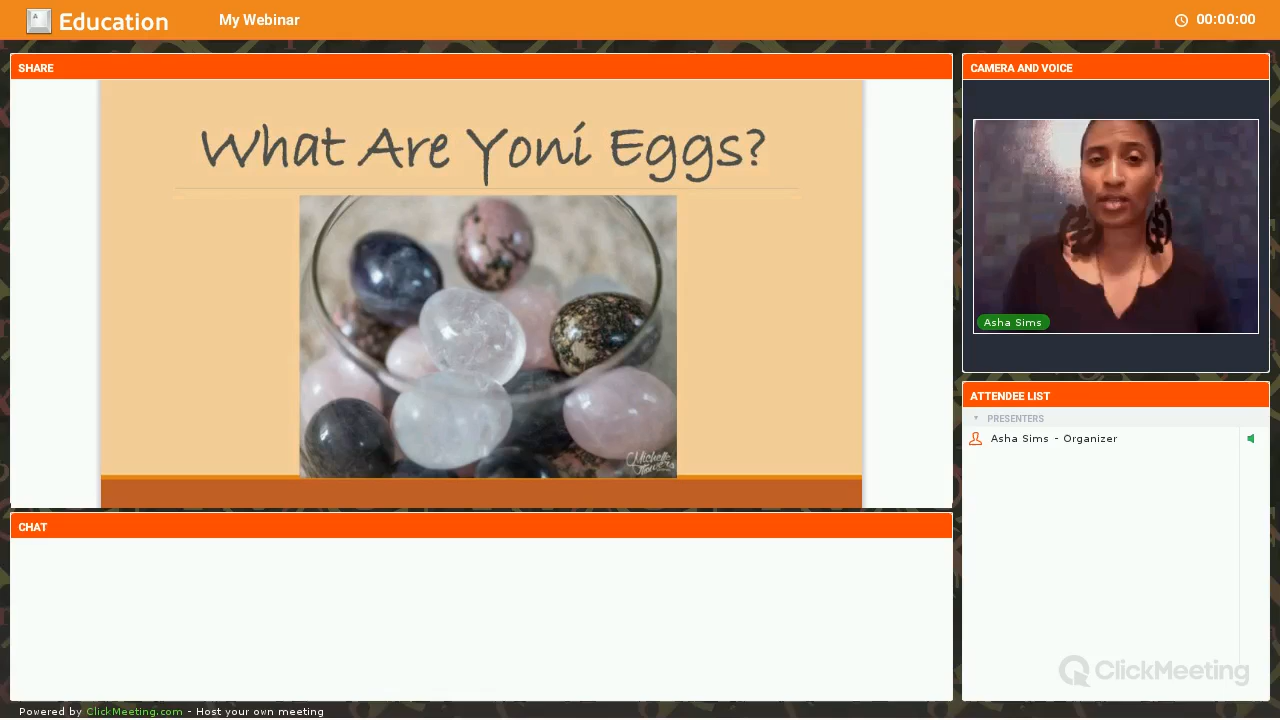 Education
My Webinar
00:00:00
SHARE
What Are Yoni Eggs?
CAMERA AND VOICE
Asha Sims
ATTENDEE LIST
PRESENTERS
Asha Sims - Organizer
CHAT
ClickMeeting
Powered by ClickMeeting.com - Host your own meeting